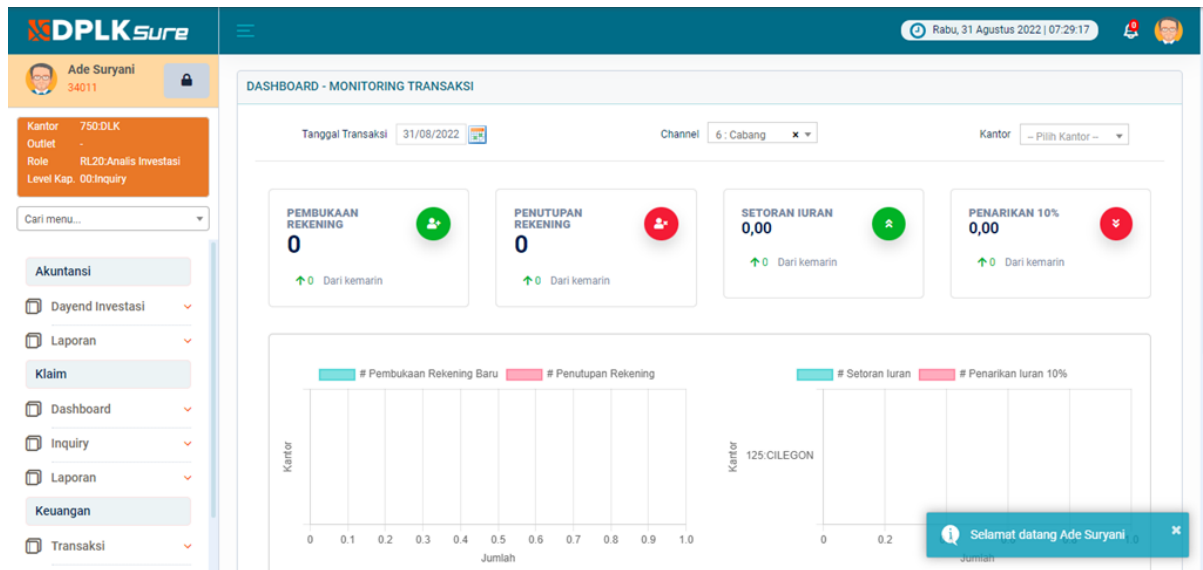 DPLKSure
Rabu, 31 Agustus 2022 | 07:29:17
Ade Suryani
34011
Kantor 750:DLK
Outlet -
Role RL20:Analis Investasi
Level Kap. 00:Inquiry
Cari menu...
Akuntansi
Dayend Investasi
Laporan
Klaim
Dashboard
Inquiry
Laporan
Keuangan
Transaksi
DASHBOARD - MONITORING TRANSAKSI
Tanggal Transaksi 31/08/2022
Channel 6 : Cabang x
Kantor -- Pilih Kantor --
PEMBUKAAN
REKENING
0
0 Dari kemarin
PENUTUPAN
REKENING
0
0 Dari kemarin
SETORAN IURAN
0,00
0 Dari kemarin
PENARIKAN 10%
0,00
0 Dari kemarin
# Pembukaan Rekening Baru # Penutupan Rekening
Kantor
0 0.1 0.2 0.3 0.4 0.5 0.6 0.7 0.8 0.9 1.0
Jumlah
# Setoran Iuran # Penarikan Iuran 10%
Kantor
125:CILEGON
0 0.2 1.0
Jumlah
Selamat datang Ade Suryani ×